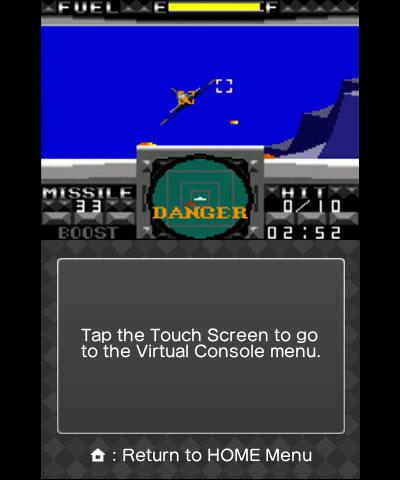 FUEL E F
MISSILE HIT
33 0/10
DANGER
BOOST 02:52
Tap the Touch Screen to go
to the Virtual Console menu.
: Return to HOME Menu